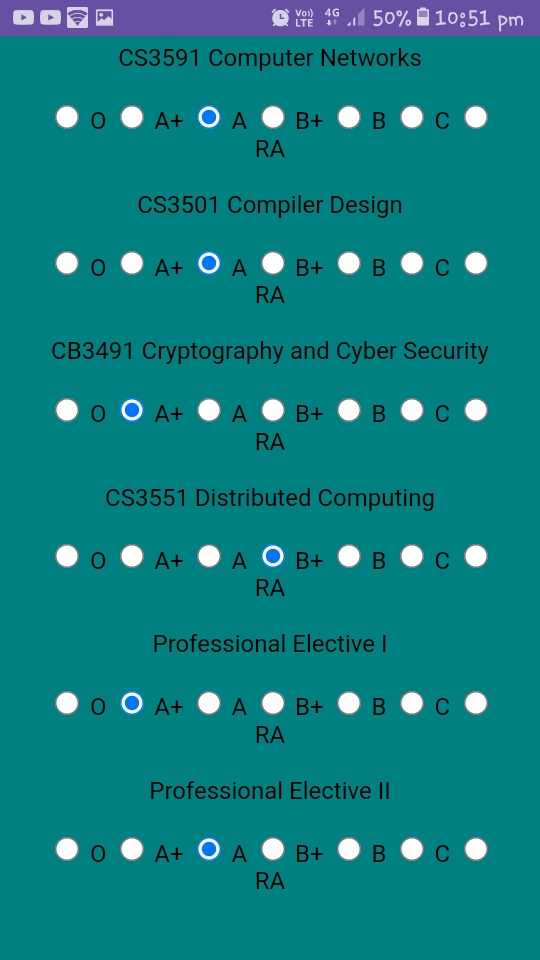 Vo)) LTE 4G 50% 10:51 pm
CS3591 Computer Networks
O A+ A B+ B C
RA
CS3501 Compiler Design
O A+ A B+ B C
RA
CB3491 Cryptography and Cyber Security
O A+ A B+ B C
RA
CS3551 Distributed Computing
O A+ A B+ B C
RA
Professional Elective I
O A+ A B+ B C
RA
Professional Elective II
O A+ A B+ B C
RA